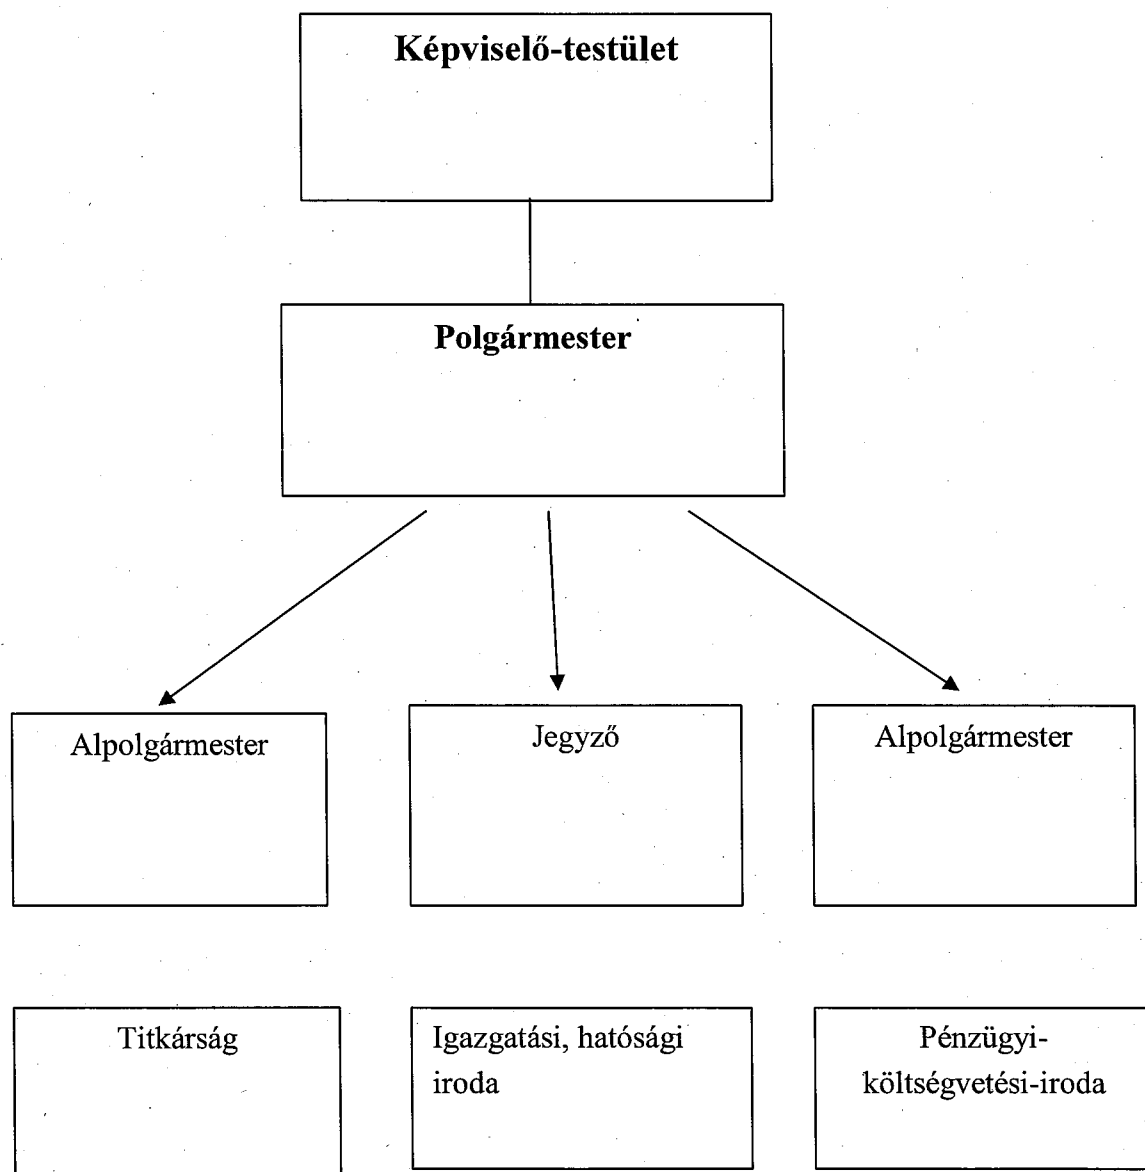 Képviselő-testület
Polgármester
Alpolgármester
Jegyző
Alpolgármester
Titkárság
Igazgatási, hatósági
iroda
Pénzügyi-
költségvetési-iroda